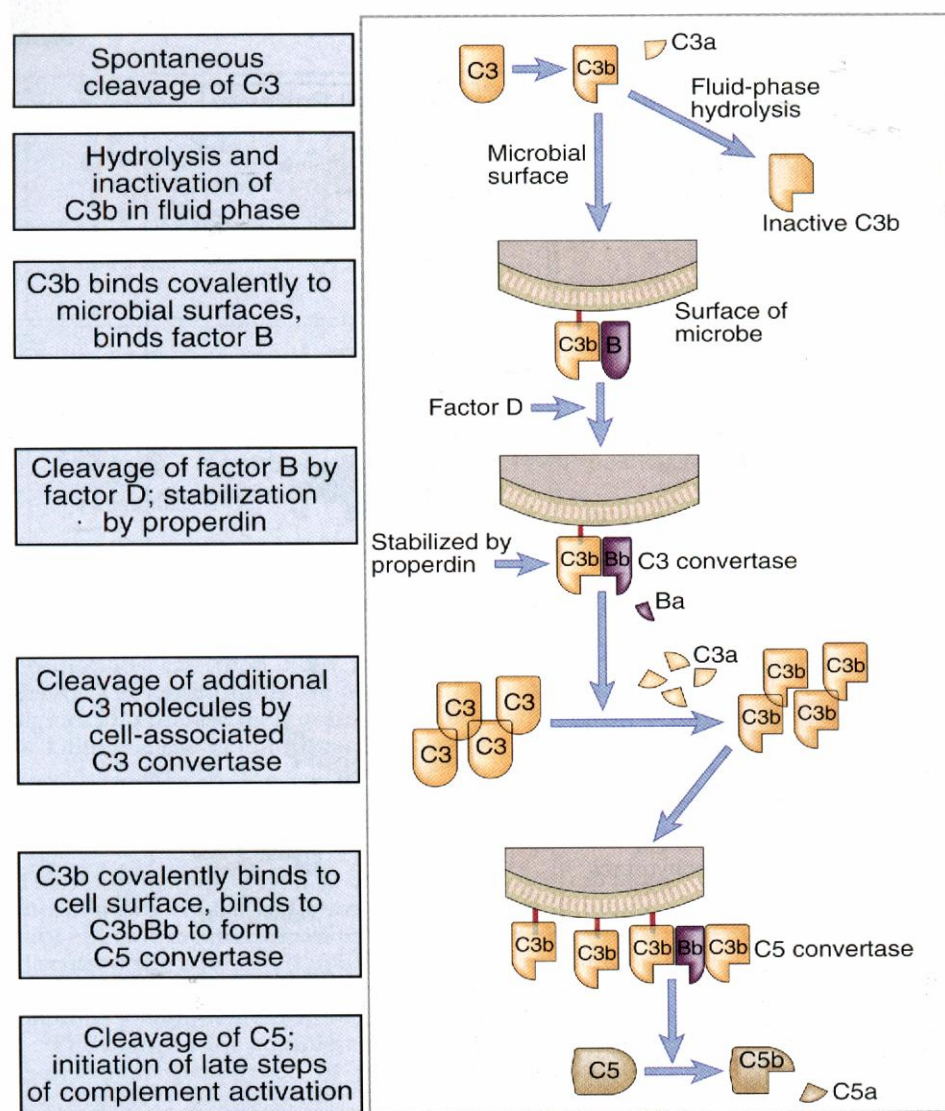 Spontaneous
cleavage of C3
Hydrolysis and
inactivation of
C3b in fluid phase
C3b binds covalently to
microbial surfaces,
binds factor B
Cleavage of factor B by
factor D; stabilization
by properdin
Cleavage of additional
C3 molecules by
cell-associated
C3 convertase
C3b covalently binds to
cell surface, binds to
C3bBb to form
C5 convertase
Cleavage of C5;
initiation of late steps
of complement activation
C3
C3b
C3a
Fluid-phase
hydrolysis
Microbial
surface
Inactive C3b
Surface of
microbe
C3b
B
Factor D
Stabilized by
properdin
C3b
Bb
C3 convertase
Ba
C3a
C3
C3
C3
C3
C3b
C3b
C3b
C3b
C3b
C3b
C3b
Bb
C3b
C5 convertase
C5
C5b
C5a